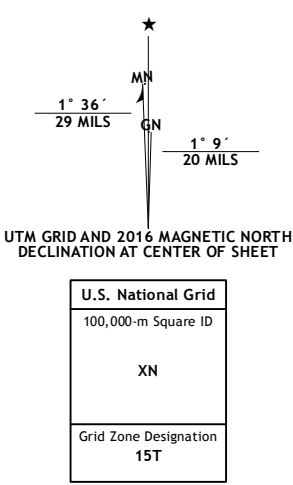 ★
MN
1° 36´
29 MILS
GN
1° 9´
20 MILS
UTM GRID AND 2016 MAGNETIC NORTH
DECLINATION AT CENTER OF SHEET
U.S. National Grid
100,000-m Square ID
XN
Grid Zone Designation
15T